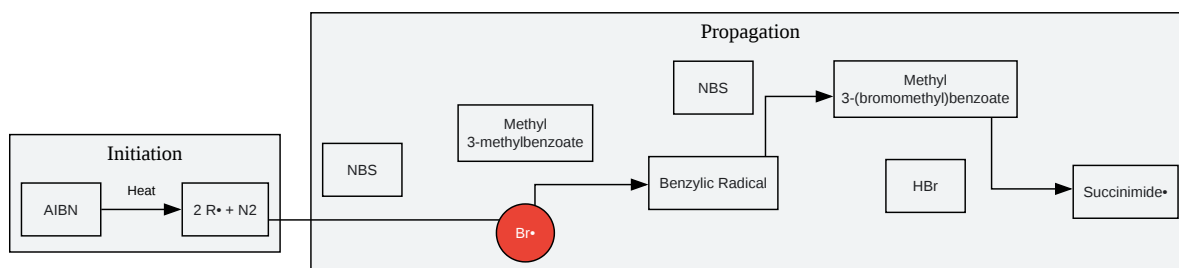 Initiation
AIBN
Heat
2 R• + N2
Propagation
NBS
Methyl
3-methylbenzoate
Br•
Benzylic Radical
NBS
Methyl
3-(bromomethyl)benzoate
HBr
Succinimide•